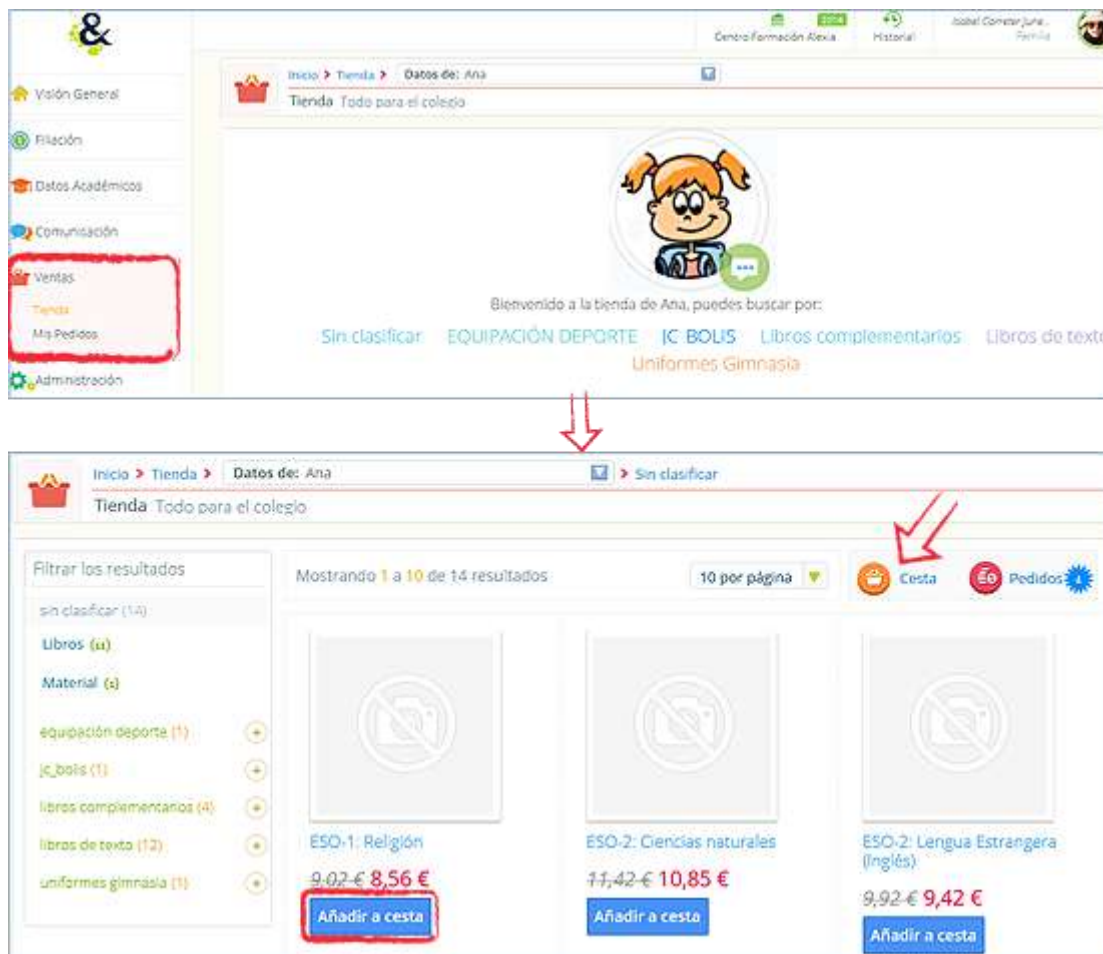 &
2014
Centro Formación Alexia
Historial
Isabel
Familia
Inicio > Tienda > Datos de: Ana
Tienda Todo para el colegio
Visión General
Filiación
Datos Académicos
Comunicación
Ventas
Tienda
Mis Pedidos
Administración
Bienvenido a la tienda de Ana, puedes buscar por:
Sin clasificar EQUIPACIÓN DEPORTE JC BOLIS Libros complementarios Libros de texto
Uniformes Gimnasia
Inicio > Tienda > Datos de: Ana > Sin clasificar
Tienda Todo para el colegio
Filtrar los resultados
sin clasificar (14)
Libros (11)
Material (1)
equipación deporte (1)
jc_bolis (1)
libros complementarios (4)
libros de texto (12)
uniformes gimnasia (1)
Mostrando 1 a 10 de 14 resultados
10 por página
Cesta
Pedidos 4
ESO-1: Religión
9,02 € 8,56 €
Añadir a cesta
ESO-2: Ciencias naturales
11,42 € 10,85 €
Añadir a cesta
ESO-2: Lengua Estrangera
(Inglés)
9,92 € 9,42 €
Añadir a cesta